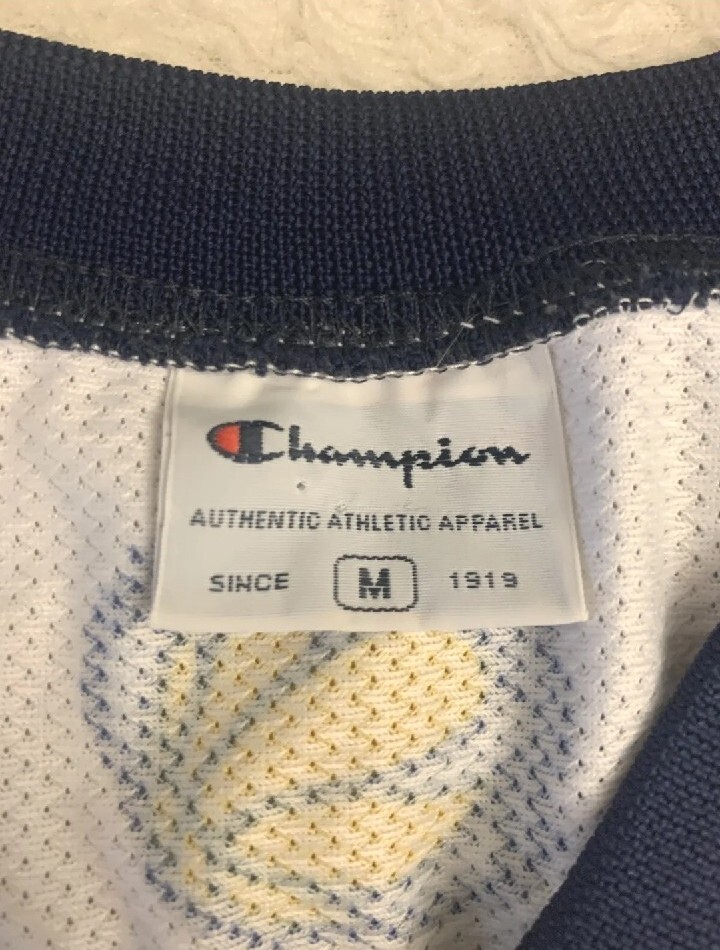 Champion
AUTHENTIC ATHLETIC APPAREL
SINCE M 1919